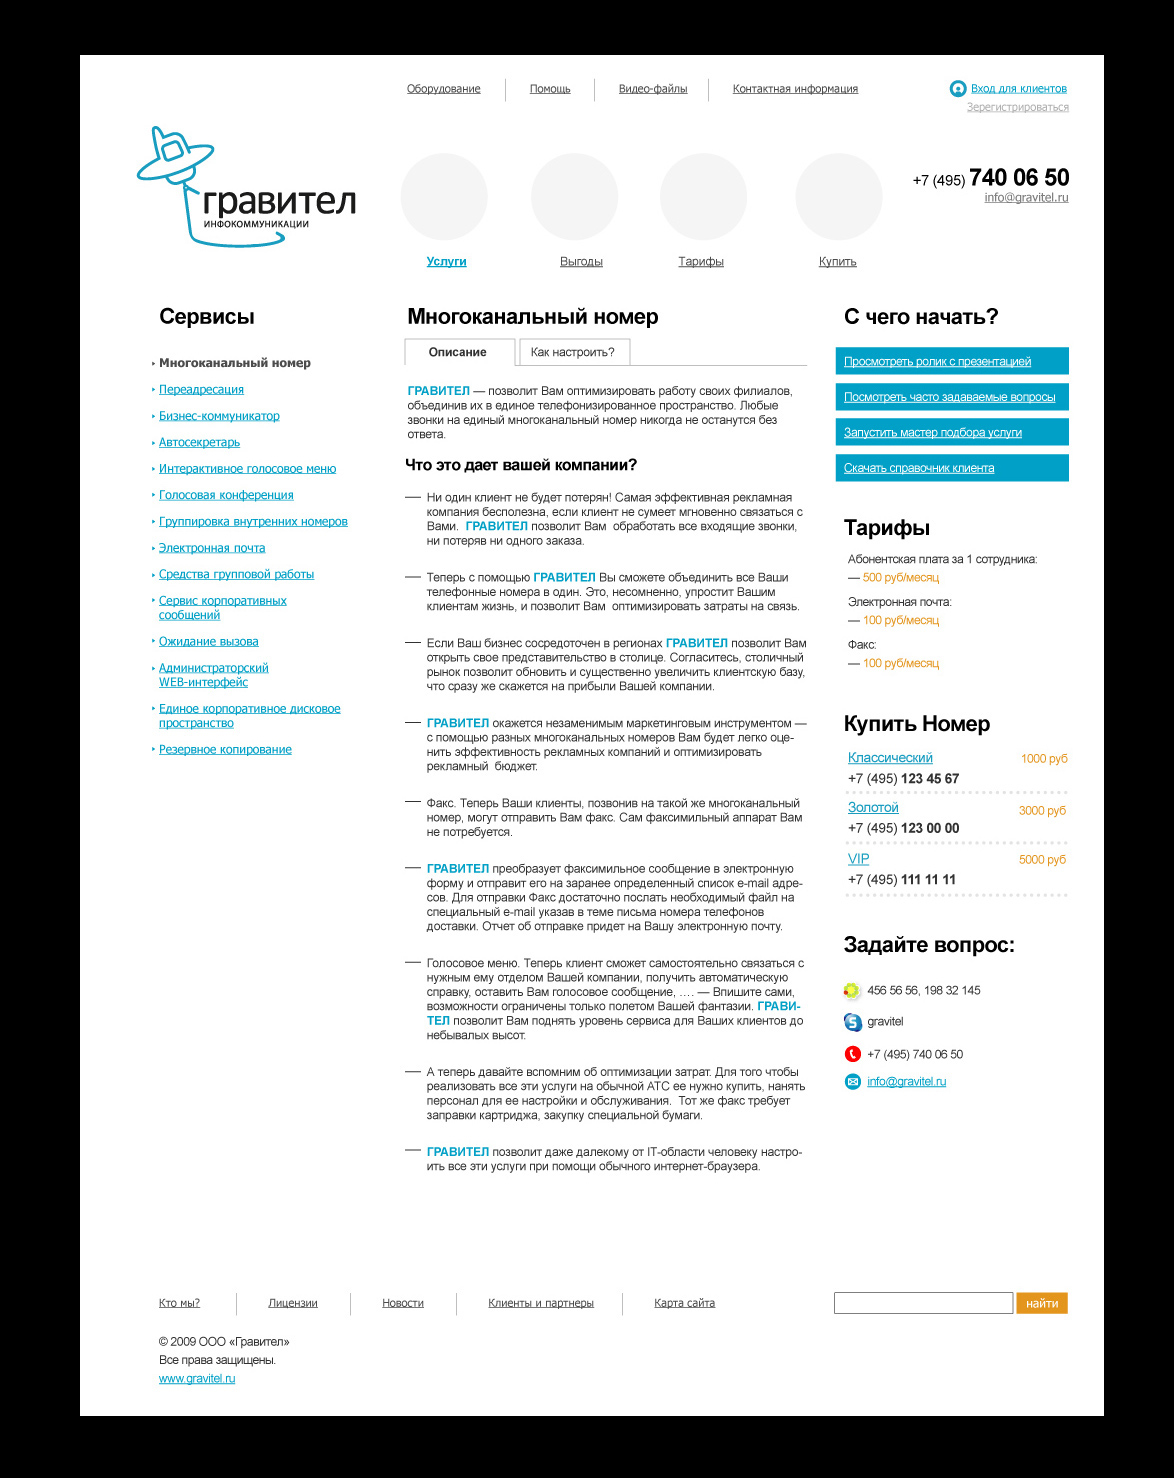 Оборудование
Помощь
Видео-файлы
Контактная информация
Вход для клиентов
Зерегистрироваться
гравител
ИНФОКОММУНИКАЦИИ
+7 (495) 740 06 50
info@gravitel.ru
Услуги
Выгоды
Тарифы
Купить
Сервисы
Многоканальный номер
Переадресация
Бизнес-коммуникатор
Автосекретарь
Интерактивное голосовое меню
Голосовая конференция
Группировка внутренних номеров
Электронная почта
Средства групповой работы
Сервис корпоративных
сообщений
Ожидание вызова
Администраторский
WEB-интерфейс
Единое корпоративное дисковое
пространство
Резервное копирование
Многоканальный номер
Описание
Как настроить?
ГРАВИТЕЛ — позволит Вам оптимизировать работу своих филиалов,
объединив их в единое телефонизированное пространство. Любые
звонки на единый многоканальный номер никогда не останутся без
ответа.
Что это дает вашей компании?
— Ни один клиент не будет потерян! Самая эффективная рекламная
компания бесполезна, если клиент не сумеет мгновенно связаться с
Вами. ГРАВИТЕЛ позволит Вам обработать все входящие звонки,
ни потеряв ни одного заказа.
— Теперь с помощью ГРАВИТЕЛ Вы сможете объединить все Ваши
телефонные номера в один. Это, несомненно, упростит Вашим
клиентам жизнь, и позволит Вам оптимизировать затраты на связь.
— Если Ваш бизнес сосредоточен в регионах ГРАВИТЕЛ позволит Вам
открыть свое представительство в столице. Согласитесь, столичный
рынок позволит обновить и существенно увеличить клиентскую базу,
что сразу же скажется на прибыли Вашей компании.
— ГРАВИТЕЛ окажется незаменимым маркетинговым инструментом —
с помощью разных многоканальных номеров Вам будет легко оце-
нить эффективность рекламных компаний и оптимизировать
рекламный бюджет.
— Факс. Теперь Ваши клиенты, позвонив на такой же многоканальный
номер, могут отправить Вам факс. Сам факсимильный аппарат Вам
не потребуется.
— ГРАВИТЕЛ преобразует факсимильное сообщение в электронную
форму и отправит его на заранее определенный список e-mail адре-
сов. Для отправки Факс достаточно послать необходимый файл на
специальный e-mail указав в теме письма номера телефонов
доставки. Отчет об отправке придет на Вашу электронную почту.
— Голосовое меню. Теперь клиент сможет самостоятельно связаться с
нужным ему отделом Вашей компании, получить автоматическую
справку, оставить Вам голосовое сообщение, …. — Впишите сами,
возможности ограничены только полетом Вашей фантазии. ГРАВИ-
ТЕЛ позволит Вам поднять уровень сервиса для Ваших клиентов до
небывалых высот.
— А теперь давайте вспомним об оптимизации затрат. Для того чтобы
реализовать все эти услуги на обычной АТС ее нужно купить, нанять
персонал для ее настройки и обслуживания. Тот же факс требует
заправки картриджа, закупку специальной бумаги.
— ГРАВИТЕЛ позволит даже далекому от IT-области человеку настро-
ить все эти услуги при помощи обычного интернет-браузера.
С чего начать?
Просмотреть ролик с презентацией
Посмотреть часто задаваемые вопросы
Запустить мастер подбора услуги
Скачать справочник клиента
Тарифы
Абонентская плата за 1 сотрудника:
— 500 руб/месяц
Электронная почта:
— 100 руб/месяц
Факс:
— 100 руб/месяц
Купить Номер
Классический 1000 руб
+7 (495) 123 45 67
Золотой 3000 руб
+7 (495) 123 00 00
VIP 5000 руб
+7 (495) 111 11 11
Задайте вопрос:
456 56 56, 198 32 145
gravitel
+7 (495) 740 06 50
info@gravitel.ru
Кто мы?
Лицензии
Новости
Клиенты и партнеры
Карта сайта
найти
© 2009 ООО «Гравител»
Все права защищены.
www.gravitel.ru